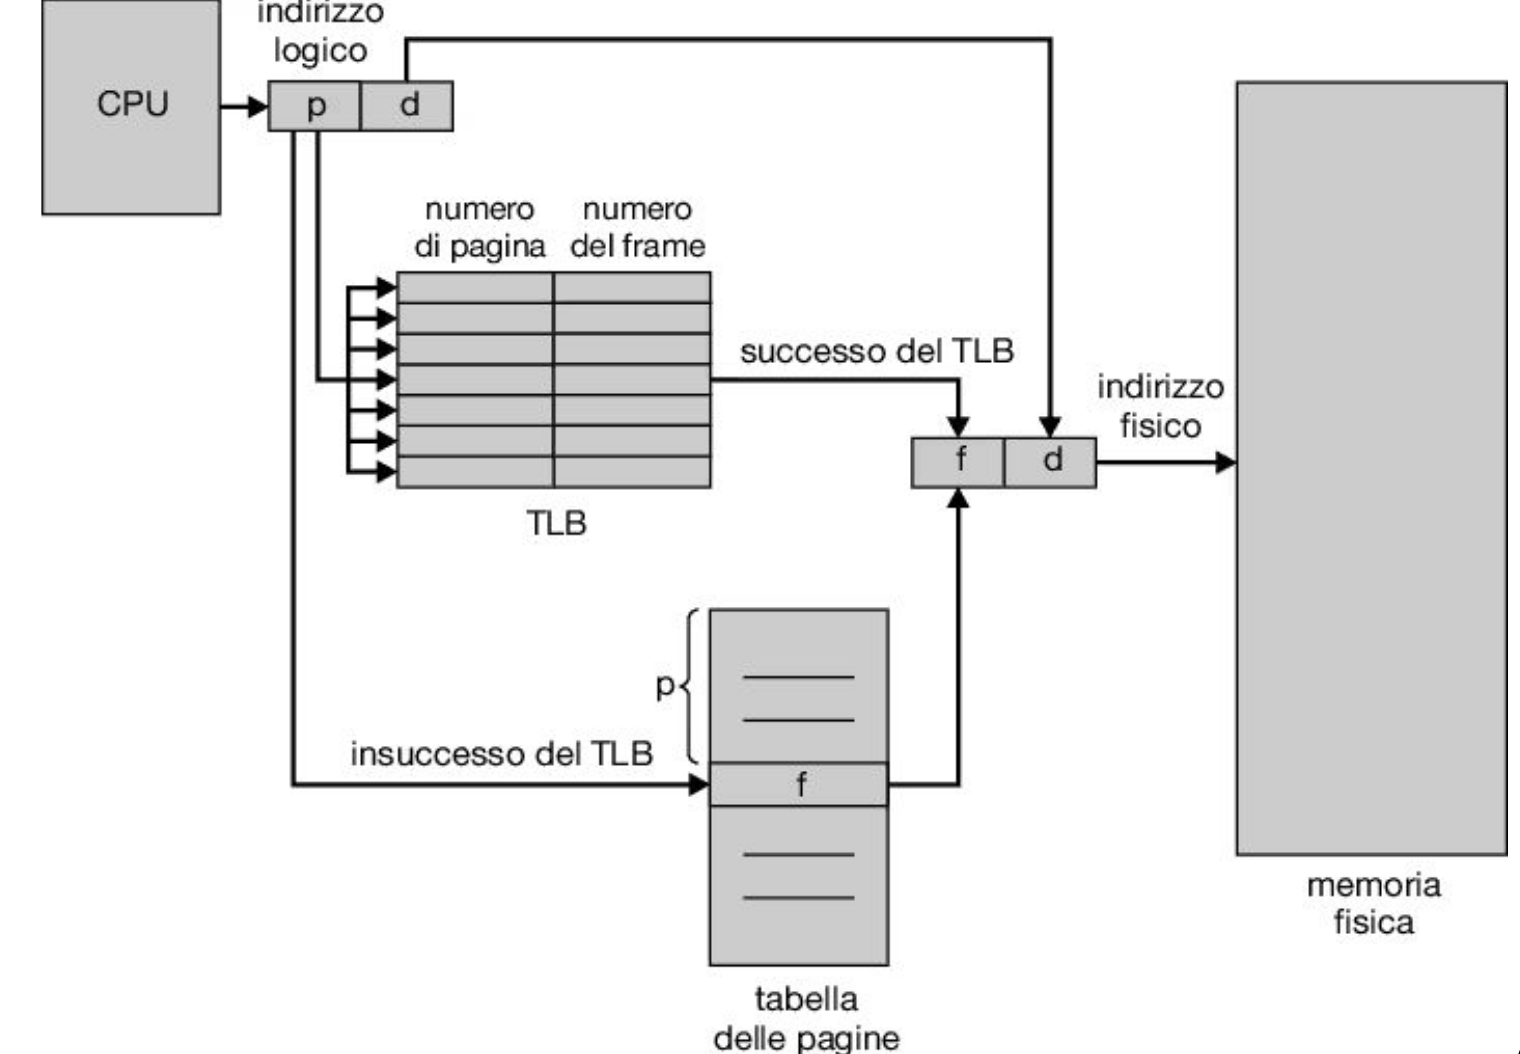 indirizzo
logico
CPU
p
d
numero
di pagina
numero
del frame
successo del TLB
indirizzo
fisico
f
d
TLB
p
insuccesso del TLB
f
memoria
fisica
tabella
delle pagine